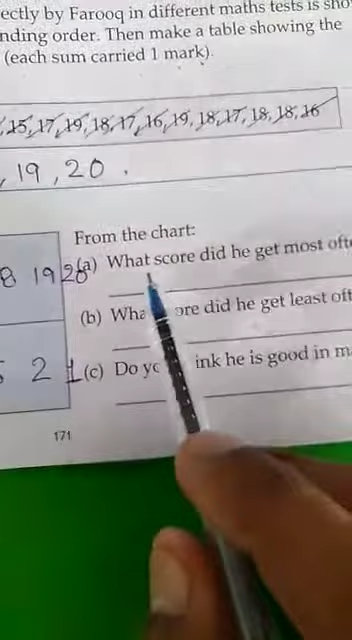 ectly by Farooq in different maths tests is sho
nding order. Then make a table showing the
(each sum carried 1 mark).
, 15, 17, 19, 18, 17, 16, 19, 18, 17, 18, 18, 16
, 19, 20.
From the chart:
8 19 20
(a) What score did he get most ofte
(b) Wha ore did he get least oft
5 2 1
(c) Do yo ink he is good in m
171